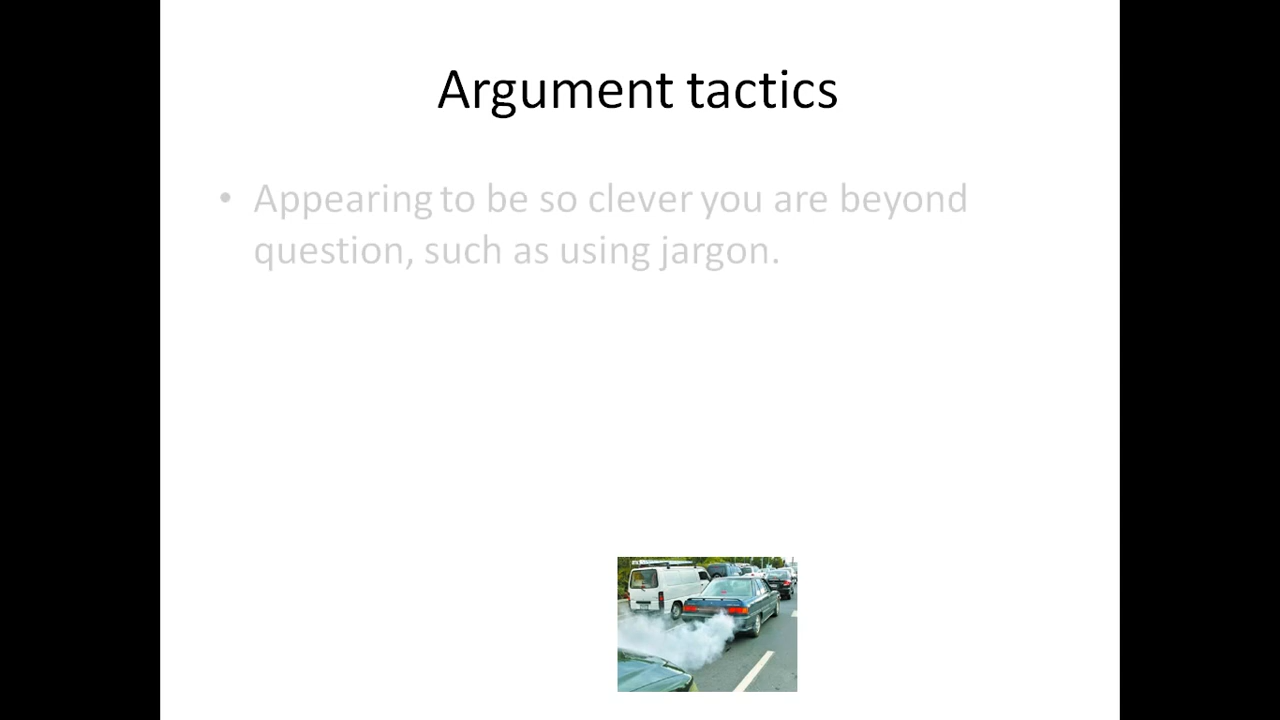 Argument tactics
• Appearing to be so clever you are beyond
question, such as using jargon.